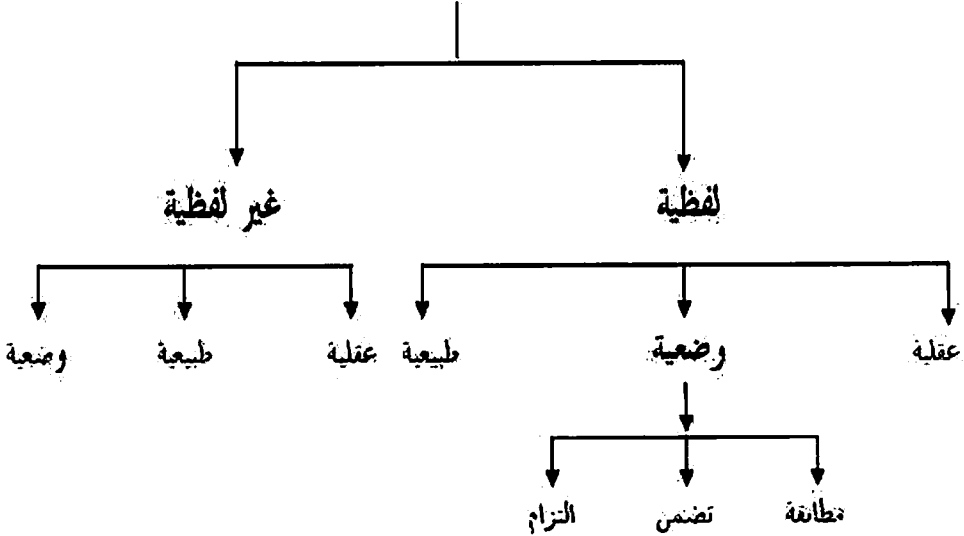 لفظية غير لفظية
عقلية وضعية طبيعية عقلية طبيعية وضعية
مطابقة تضمن التزام